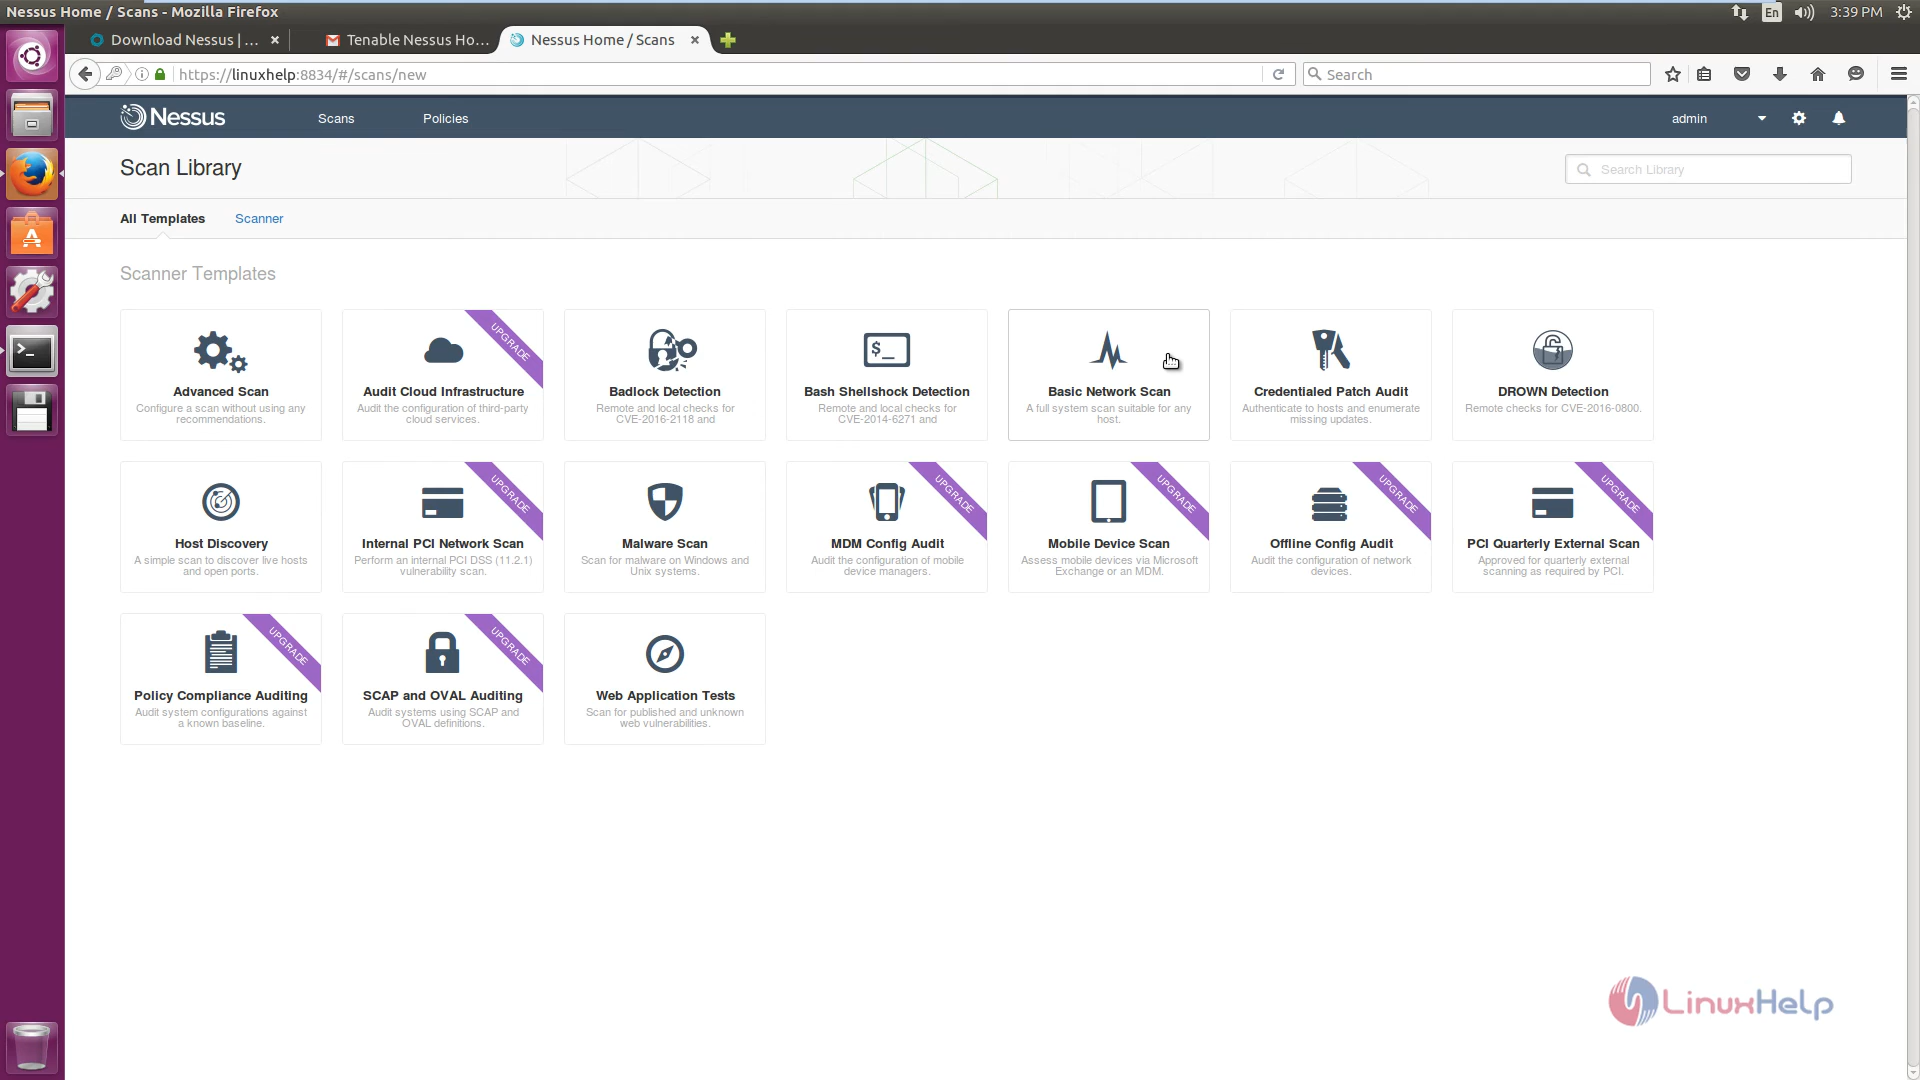 Nessus Home / Scans - Mozilla Firefox
En
3:39 PM
Download Nessus | ...
Tenable Nessus Ho...
Nessus Home / Scans
https://linuxhelp:8834/#/scans/new
Search
Nessus
Scans
Policies
admin
Scan Library
Search Library
All Templates
Scanner
Scanner Templates
Advanced Scan
Configure a scan without using any
recommendations.
UPGRADE
Audit Cloud Infrastructure
Audit the configuration of third-party
cloud services.
Badlock Detection
Remote and local checks for
CVE-2016-2118 and
$_
Bash Shellshock Detection
Remote and local checks for
CVE-2014-6271 and
Basic Network Scan
A full system scan suitable for any
host.
Credentialed Patch Audit
Authenticate to hosts and enumerate
missing updates.
DROWN Detection
Remote checks for CVE-2016-0800.
Host Discovery
A simple scan to discover live hosts
and open ports.
UPGRADE
Internal PCI Network Scan
Perform an internal PCI DSS (11.2.1)
vulnerability scan.
Malware Scan
Scan for malware on Windows and
Unix systems.
UPGRADE
MDM Config Audit
Audit the configuration of mobile
device managers.
UPGRADE
Mobile Device Scan
Assess mobile devices via Microsoft
Exchange or an MDM.
UPGRADE
Offline Config Audit
Audit the configuration of network
devices.
UPGRADE
PCI Quarterly External Scan
Approved for quarterly external
scanning as required by PCI.
UPGRADE
Policy Compliance Auditing
Audit system configurations against
a known baseline.
UPGRADE
SCAP and OVAL Auditing
Audit systems using SCAP and
OVAL definitions.
Web Application Tests
Scan for published and unknown
web vulnerabilities.
LinuxHelp